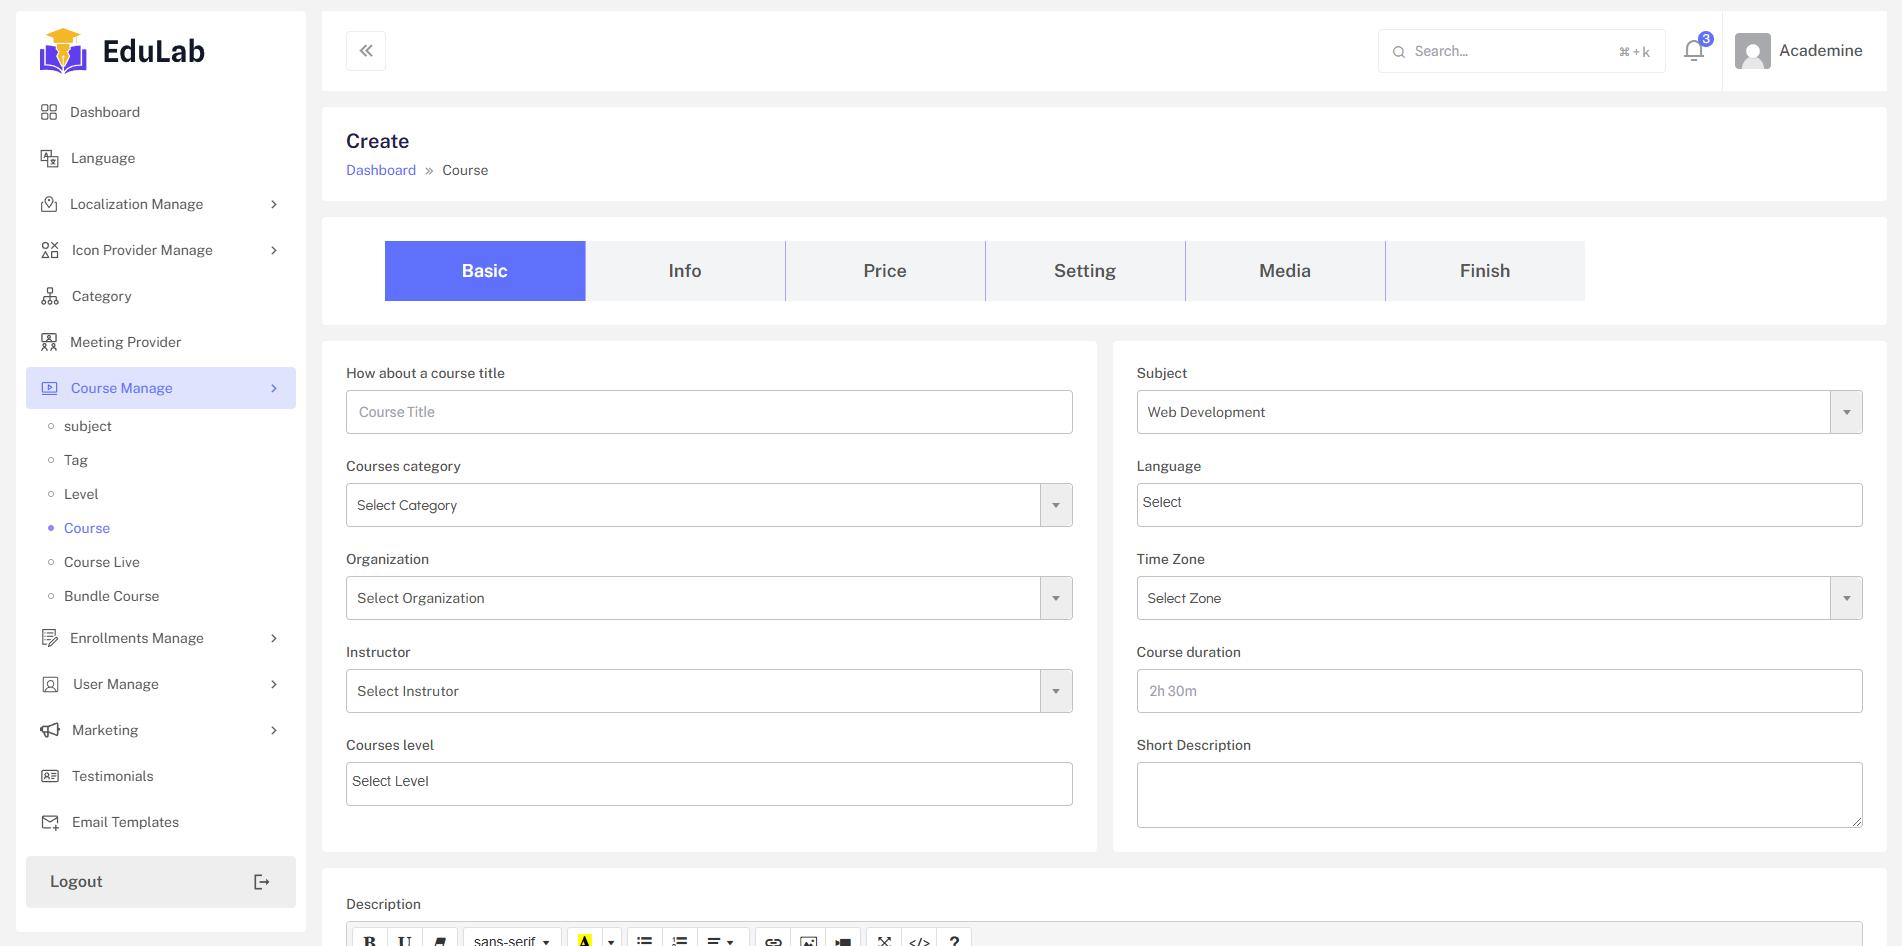 EduLab
Dashboard
Language
Localization Manage
Icon Provider Manage
Category
Meeting Provider
Course Manage
subject
Tag
Level
Course
Course Live
Bundle Course
Enrollments Manage
User Manage
Marketing
Testimonials
Email Templates
Logout
Search... ⌘+k
3
Academine
Create
Dashboard » Course
Basic Info Price Setting Media Finish
How about a course title
Course Title
Courses category
Select Category
Organization
Select Organization
Instructor
Select Instrutor
Courses level
Select Level
Subject
Web Development
Language
Select
Time Zone
Select Zone
Course duration
2h 30m
Short Description
Description
B U sans-serif A </> ?